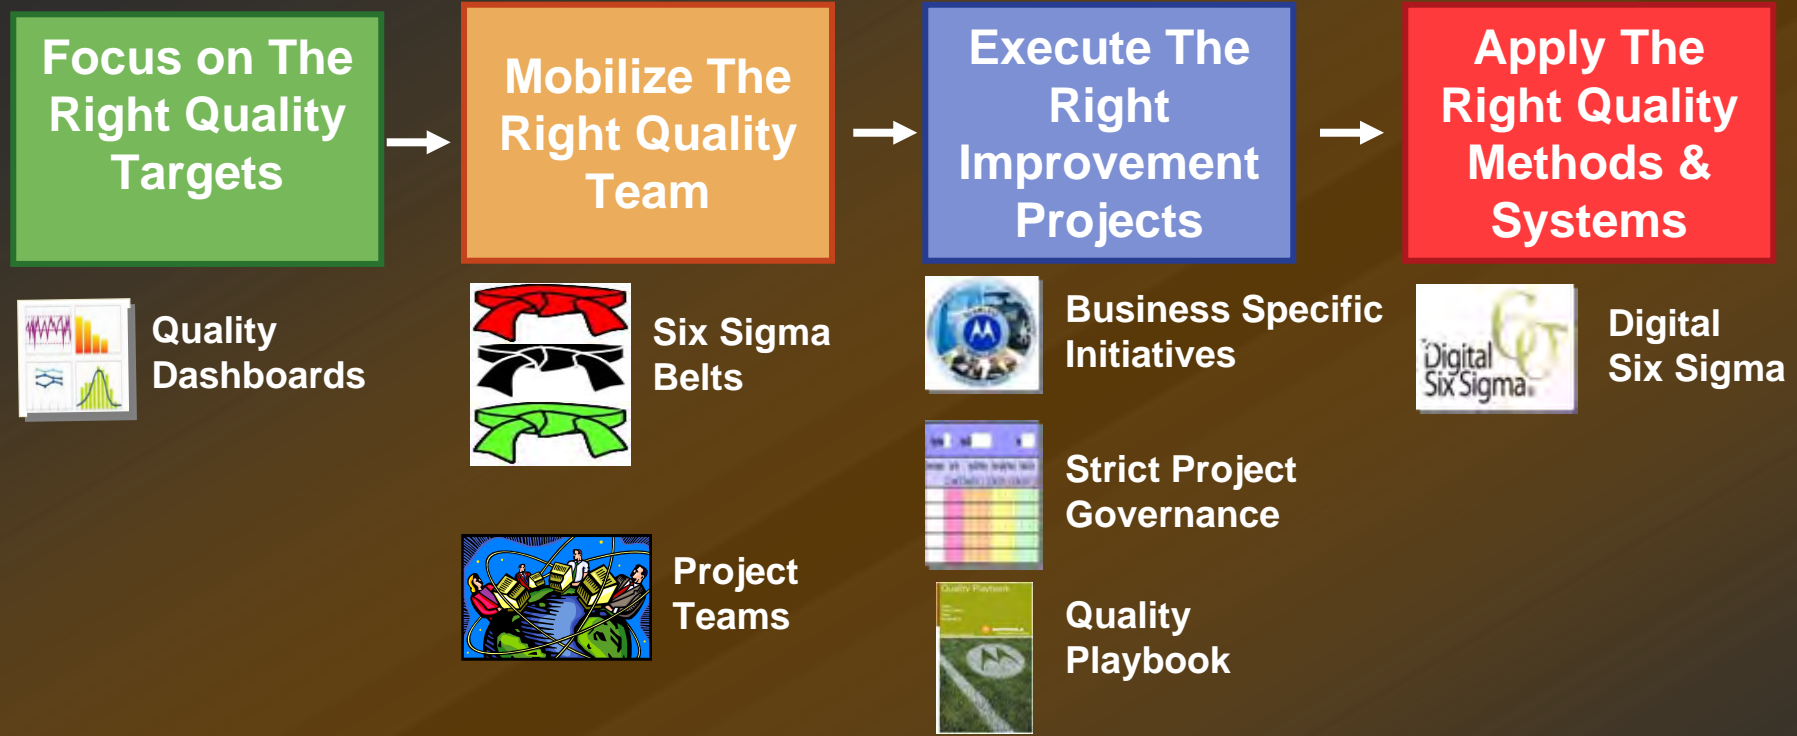 Focus on The
Right Quality
Targets
Mobilize The
Right Quality
Team
Execute The
Right
Improvement
Projects
Apply The
Right Quality
Methods &
Systems
Quality
Dashboards
Six Sigma
Belts
Project
Teams
Business Specific
Initiatives
Strict Project
Governance
Quality Playbook
Quality
Playbook
Digital
Six Sigma
Digital
Six Sigma